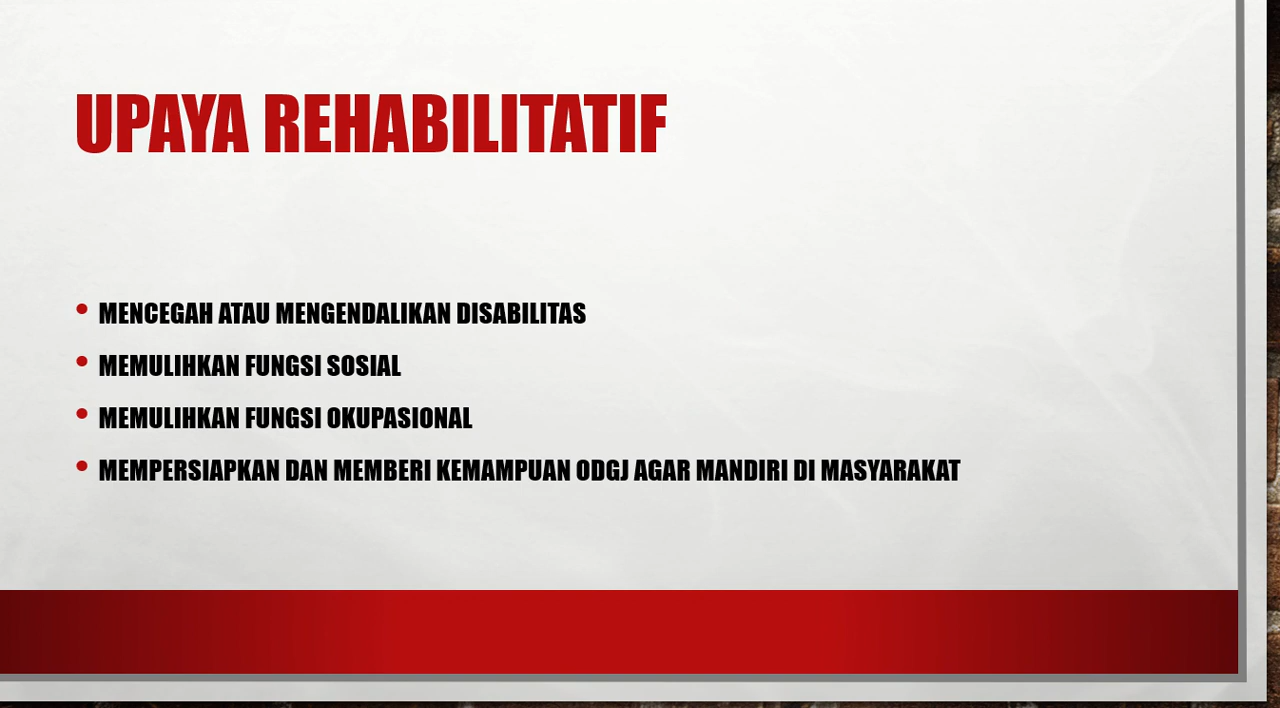 UPAYA REHABILITATIF
• MENCEGAH ATAU MENGENDALIKAN DISABILITAS
• MEMULIHKAN FUNGSI SOSIAL
• MEMULIHKAN FUNGSI OKUPASIONAL
• MEMPERSIAPKAN DAN MEMBERI KEMAMPUAN ODGJ AGAR MANDIRI DI MASYARAKAT